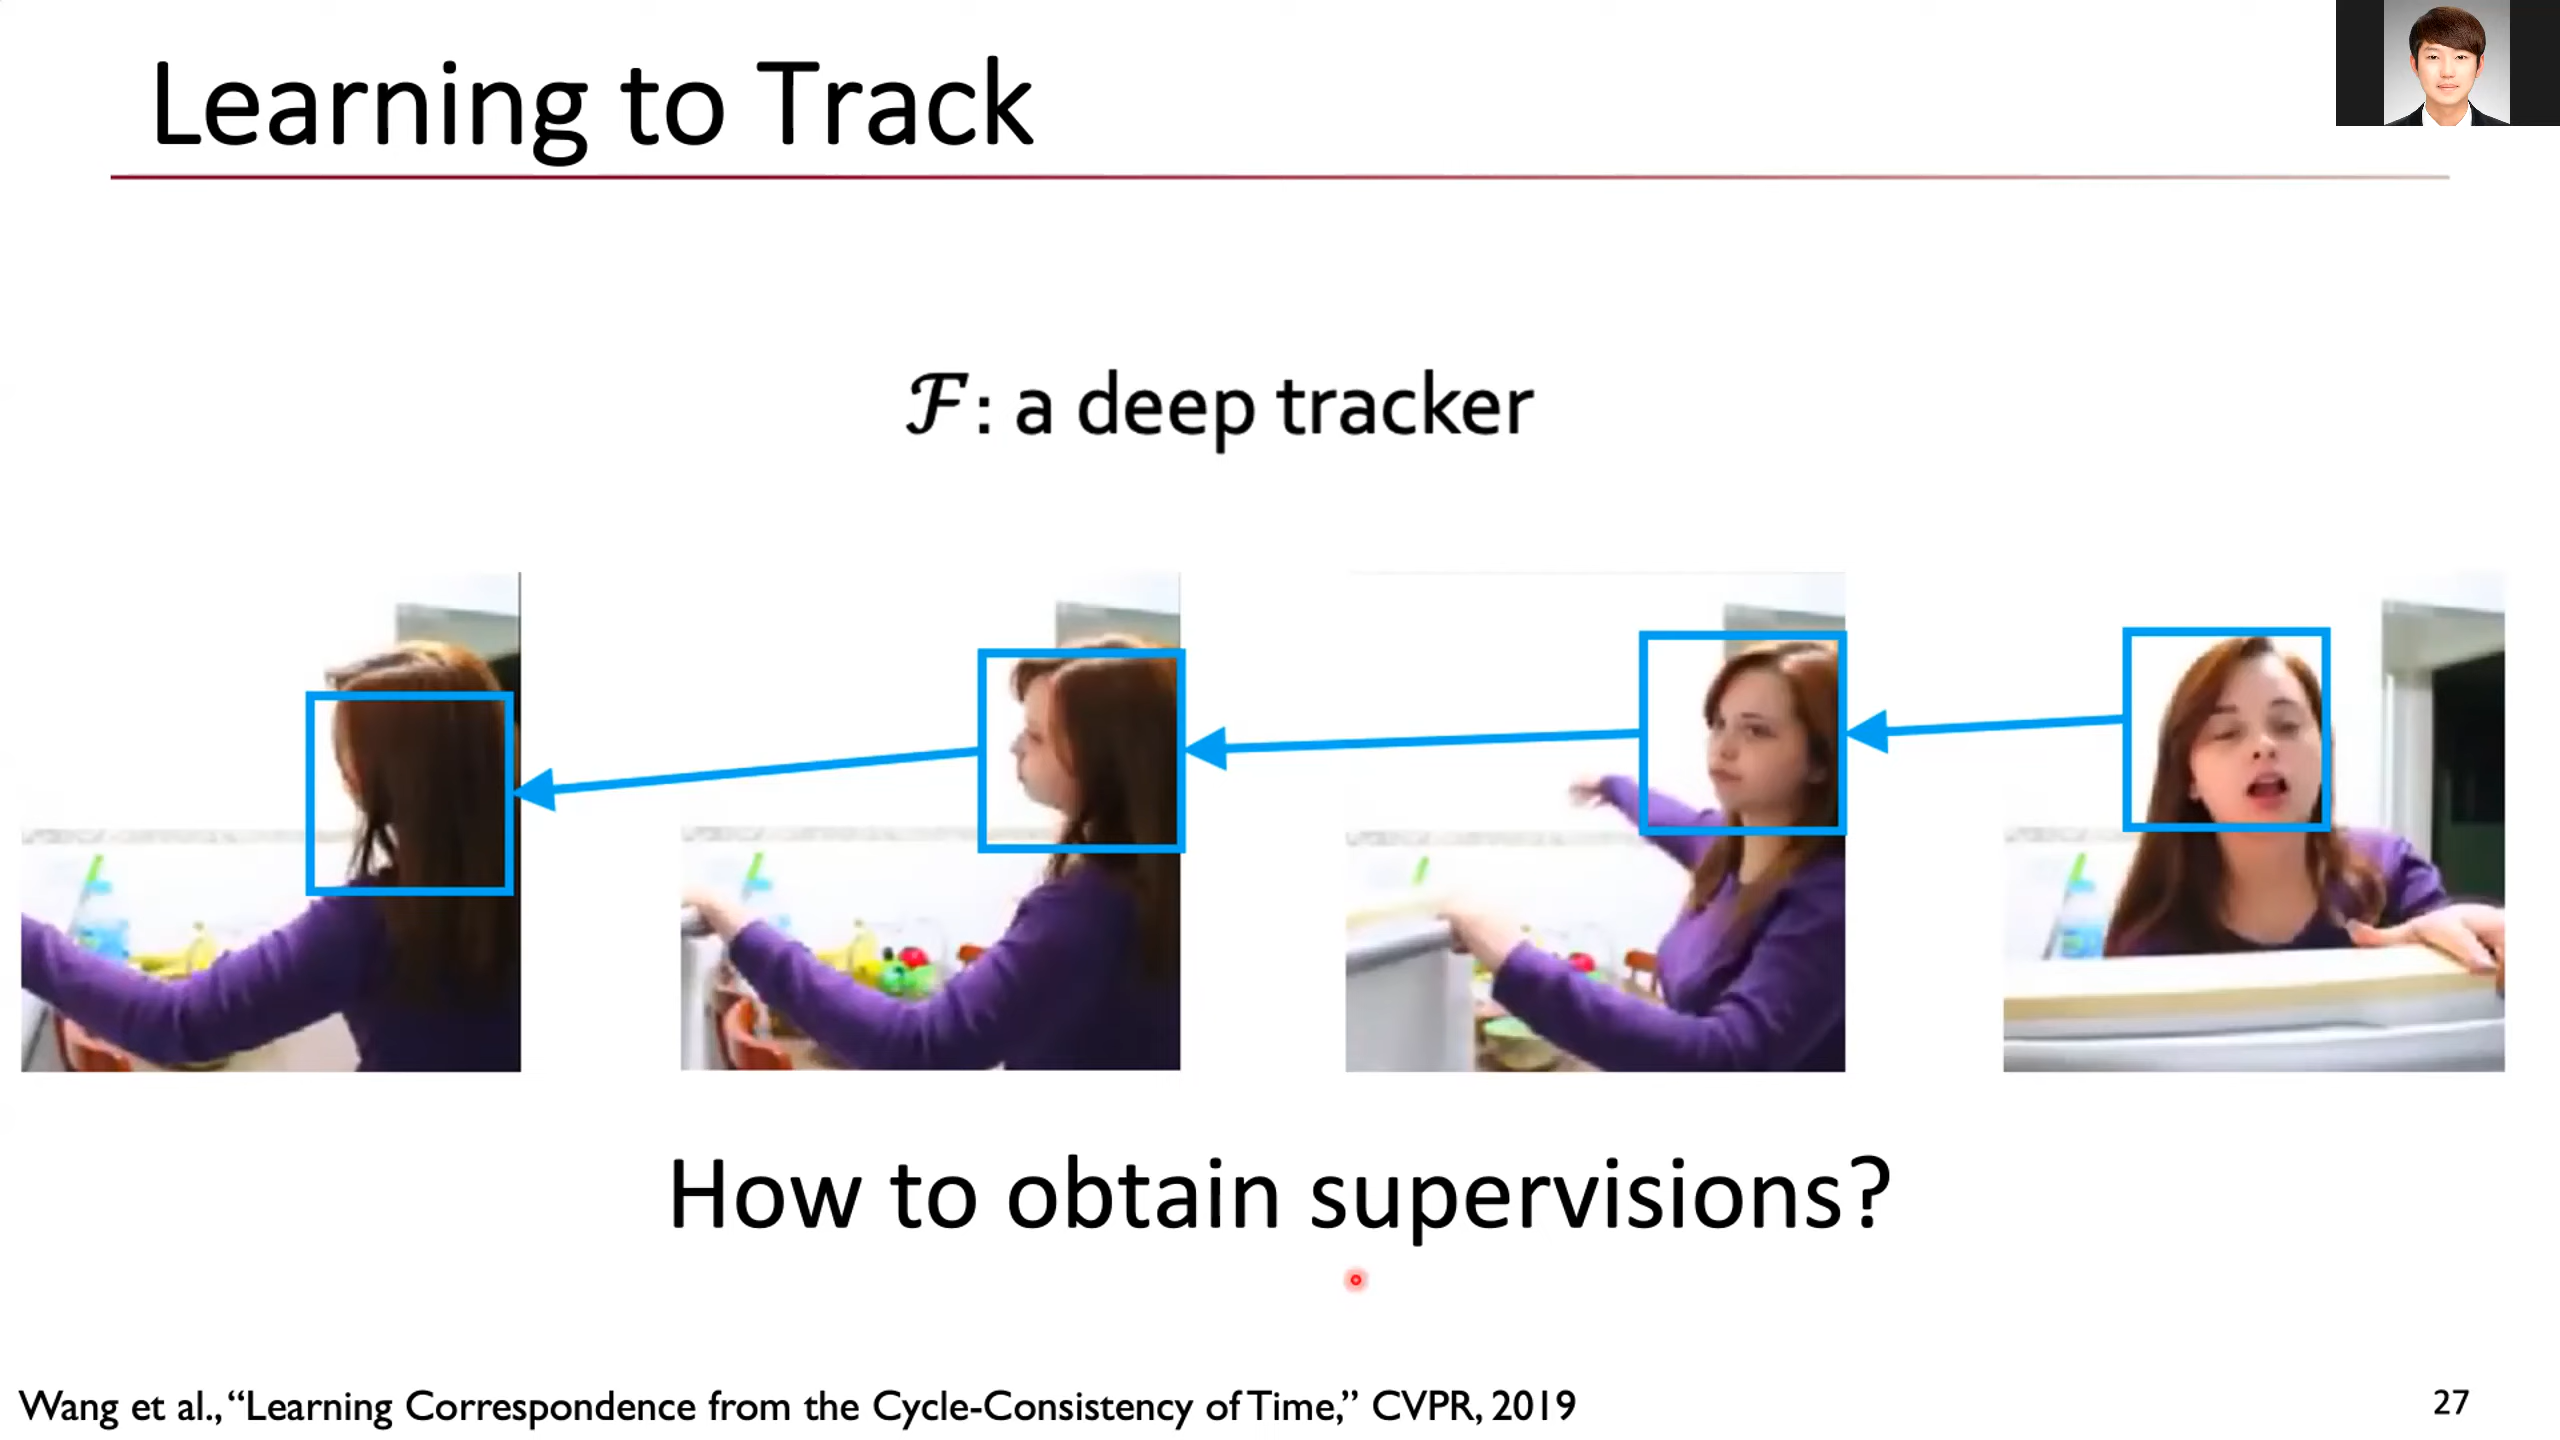 Learning to Track
ℱ: a deep tracker
How to obtain supervisions?
Wang et al., “Learning Correspondence from the Cycle-Consistency of Time,” CVPR, 2019
27